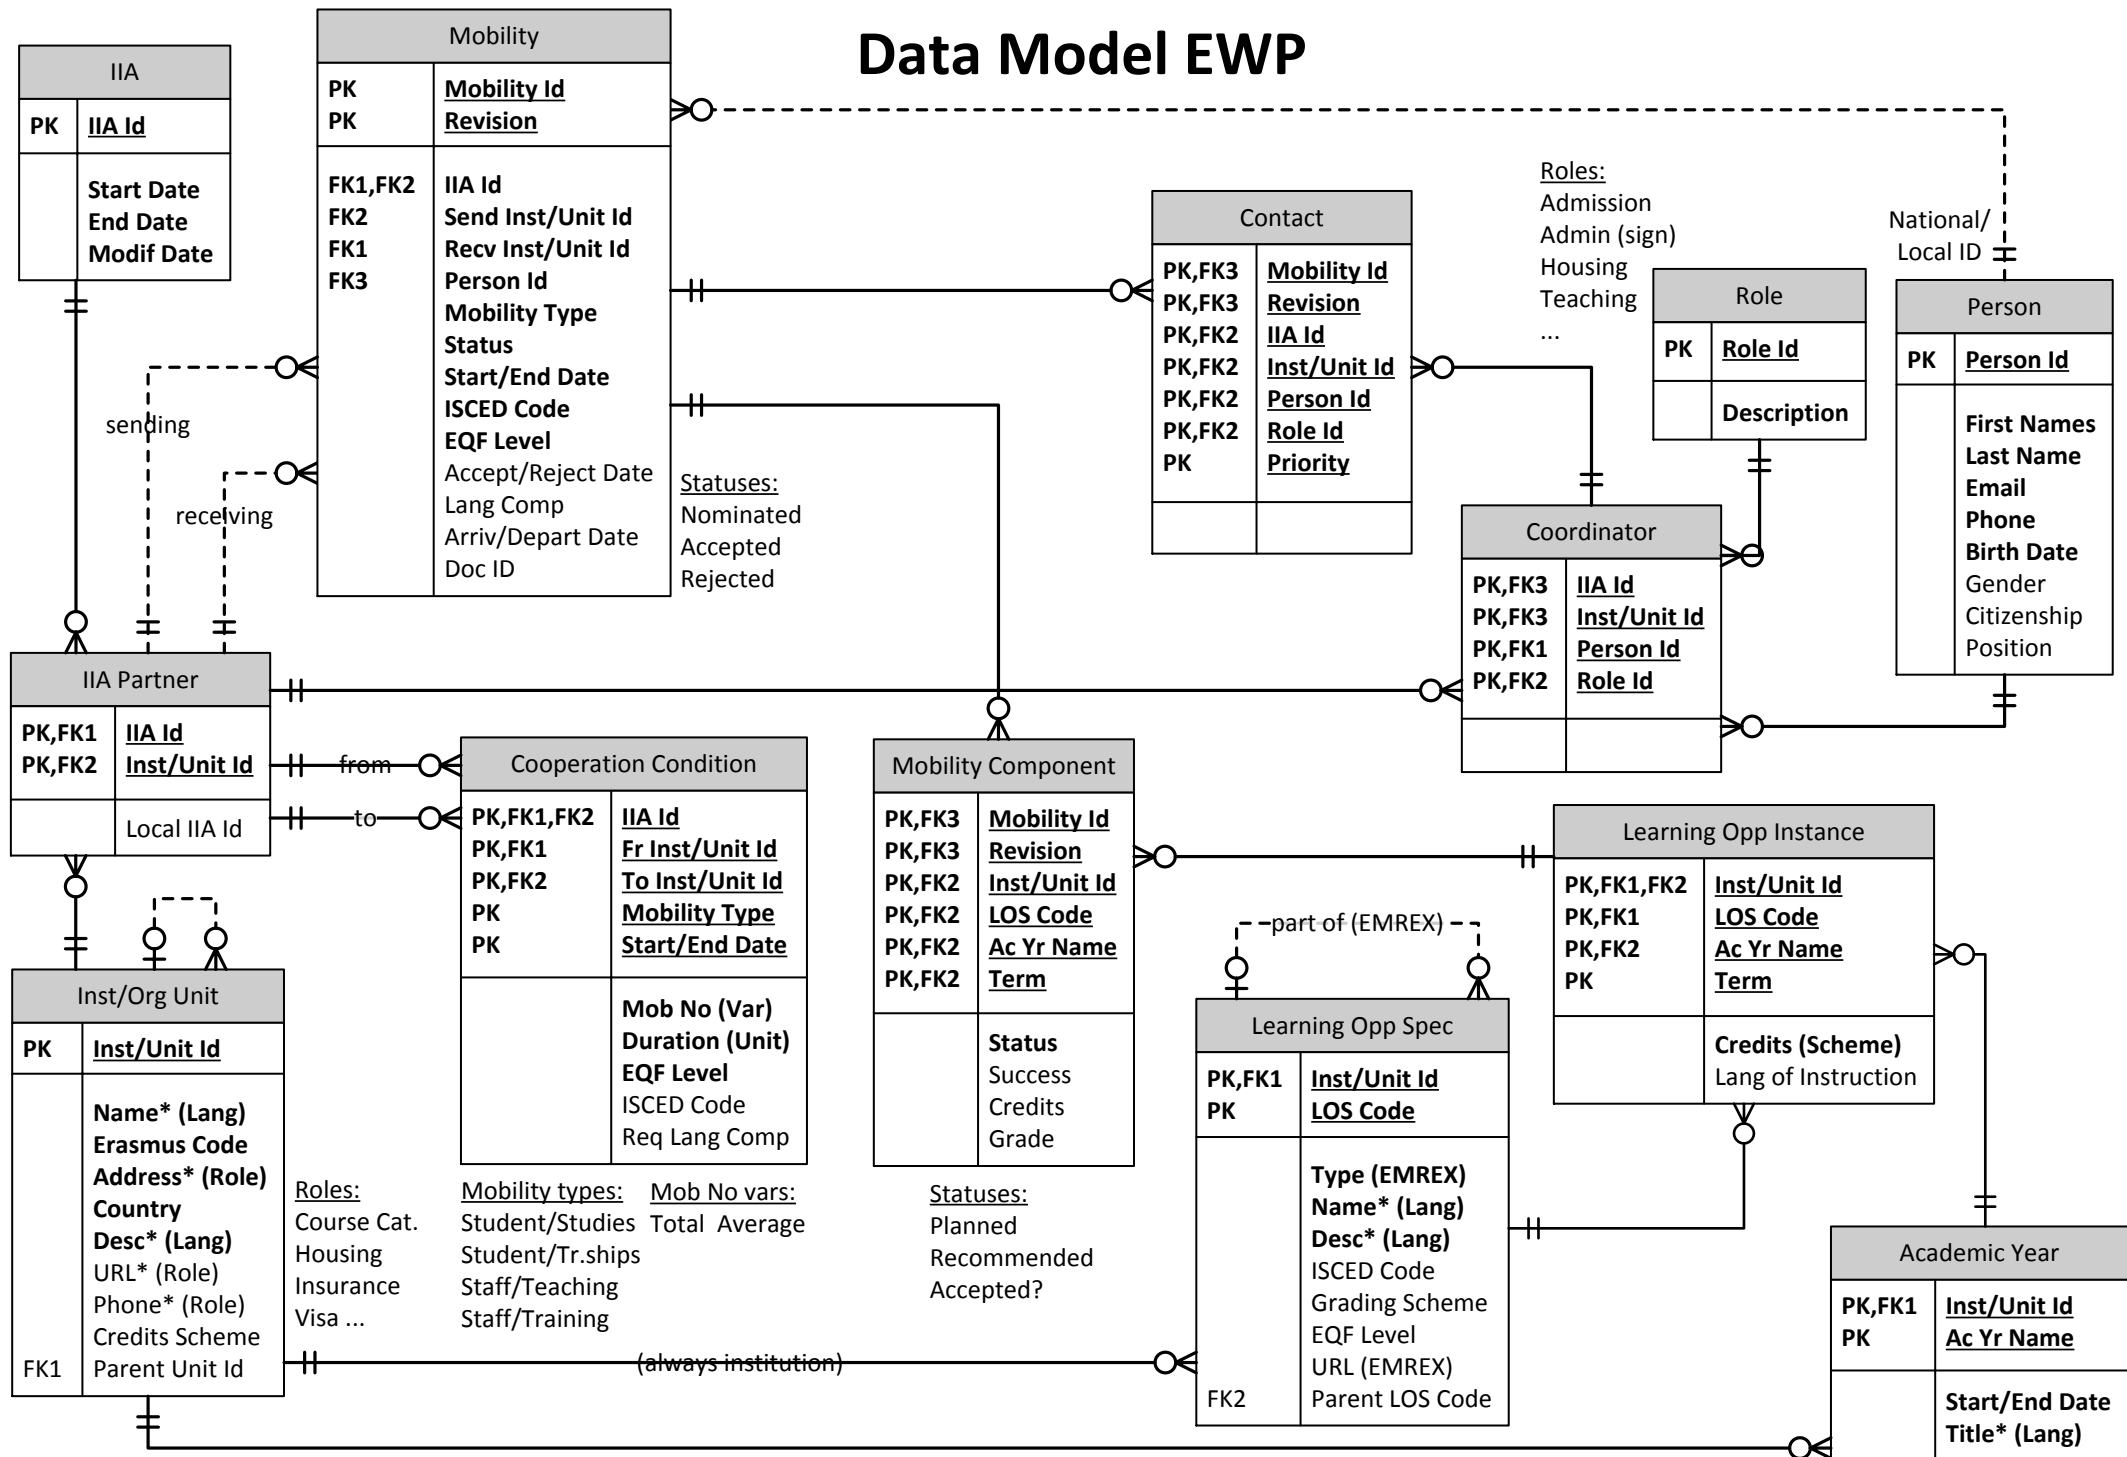 Data Model EWP
IIA
PK IIA Id
Start Date
End Date
Modif Date
Mobility
PK Mobility Id
PK Revision
FK1,FK2 IIA Id
FK2 Send Inst/Unit Id
FK1 Recv Inst/Unit Id
FK3 Person Id
Mobility Type
Status
Start/End Date
ISCED Code
EQF Level
Accept/Reject Date
Lang Comp
Arriv/Depart Date
Doc ID
Statuses:
Nominated
Accepted
Rejected
sending
receiving
Contact
PK,FK3 Mobility Id
PK,FK3 Revision
PK,FK2 IIA Id
PK,FK2 Inst/Unit Id
PK,FK2 Person Id
PK,FK2 Role Id
PK Priority
Roles:
Admission
Admin (sign)
Housing
Teaching
...
Role
PK Role Id
Description
National/
Local ID
Person
PK Person Id
First Names
Last Name
Email
Phone
Birth Date
Gender
Citizenship
Position
Coordinator
PK,FK3 IIA Id
PK,FK3 Inst/Unit Id
PK,FK1 Person Id
PK,FK2 Role Id
IIA Partner
PK,FK1 IIA Id
PK,FK2 Inst/Unit Id
Local IIA Id
from
to
Cooperation Condition
PK,FK1,FK2 IIA Id
PK,FK1 Fr Inst/Unit Id
PK,FK2 To Inst/Unit Id
PK Mobility Type
PK Start/End Date
Mob No (Var)
Duration (Unit)
EQF Level
ISCED Code
Req Lang Comp
Mobility types:
Student/Studies
Student/Tr.ships
Staff/Teaching
Staff/Training
Mob No vars:
Total Average
Mobility Component
PK,FK3 Mobility Id
PK,FK3 Revision
PK,FK2 Inst/Unit Id
PK,FK2 LOS Code
PK,FK2 Ac Yr Name
PK,FK2 Term
Status
Success
Credits
Grade
Statuses:
Planned
Recommended
Accepted?
Learning Opp Instance
PK,FK1,FK2 Inst/Unit Id
PK,FK1 LOS Code
PK,FK2 Ac Yr Name
PK Term
Credits (Scheme)
Lang of Instruction
part of (EMREX)
Learning Opp Spec
PK,FK1 Inst/Unit Id
PK LOS Code
Type (EMREX)
Name* (Lang)
Desc* (Lang)
ISCED Code
Grading Scheme
EQF Level
URL (EMREX)
FK2 Parent LOS Code
Inst/Org Unit
PK Inst/Unit Id
Name* (Lang)
Erasmus Code
Address* (Role)
Country
Desc* (Lang)
URL* (Role)
Phone* (Role)
Credits Scheme
FK1 Parent Unit Id
Roles:
Course Cat.
Housing
Insurance
Visa ...
(always institution)
Academic Year
PK,FK1 Inst/Unit Id
PK Ac Yr Name
Start/End Date
Title* (Lang)